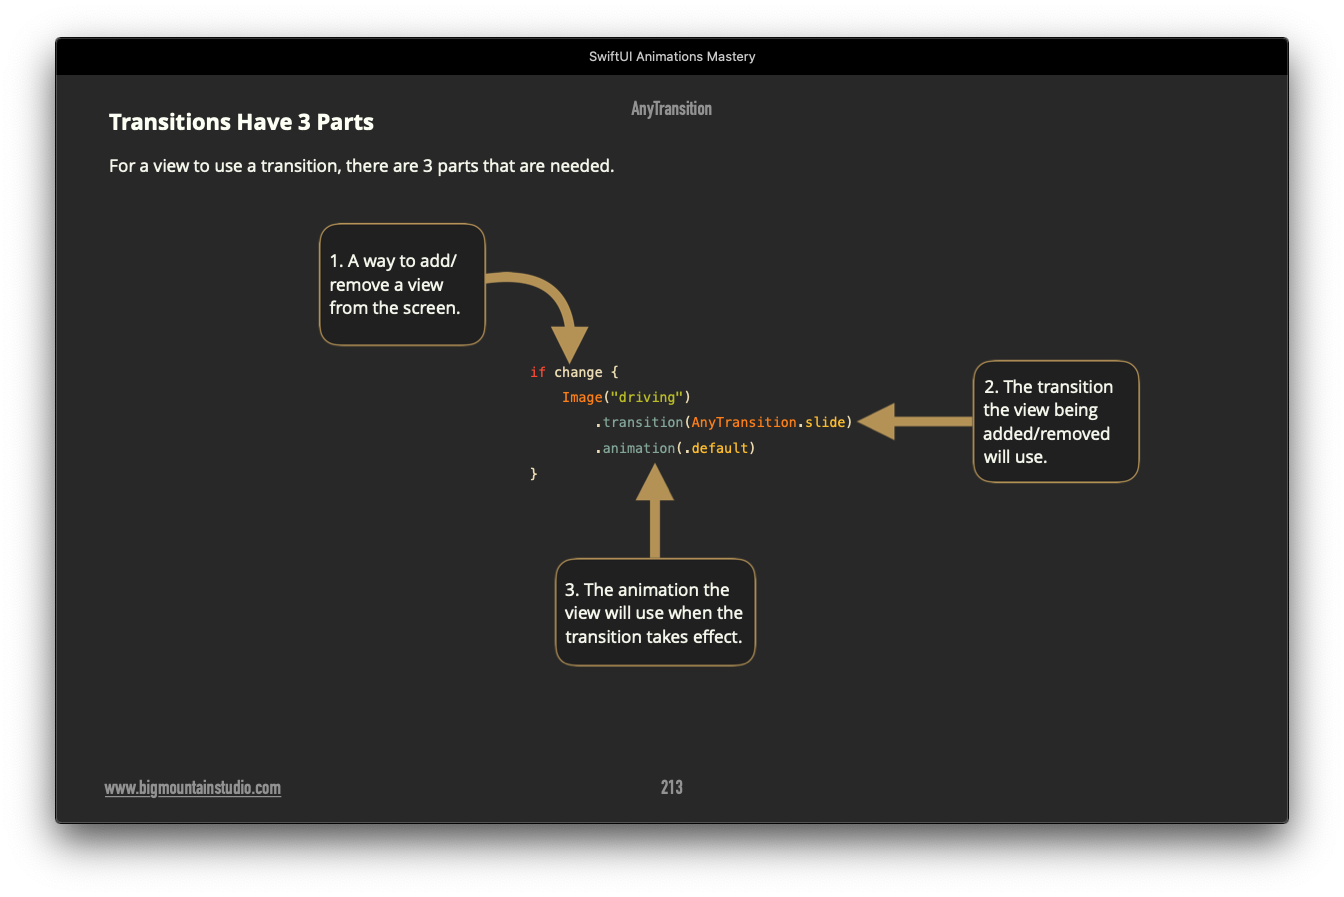 SwiftUI Animations Mastery
AnyTransition
Transitions Have 3 Parts
For a view to use a transition, there are 3 parts that are needed.
1. A way to add/
remove a view
from the screen.
if change {
Image("driving")
.transition(AnyTransition.slide)
.animation(.default)
}
2. The transition
the view being
added/removed
will use.
3. The animation the
view will use when the
transition takes effect.
www.bigmountainstudio.com
213